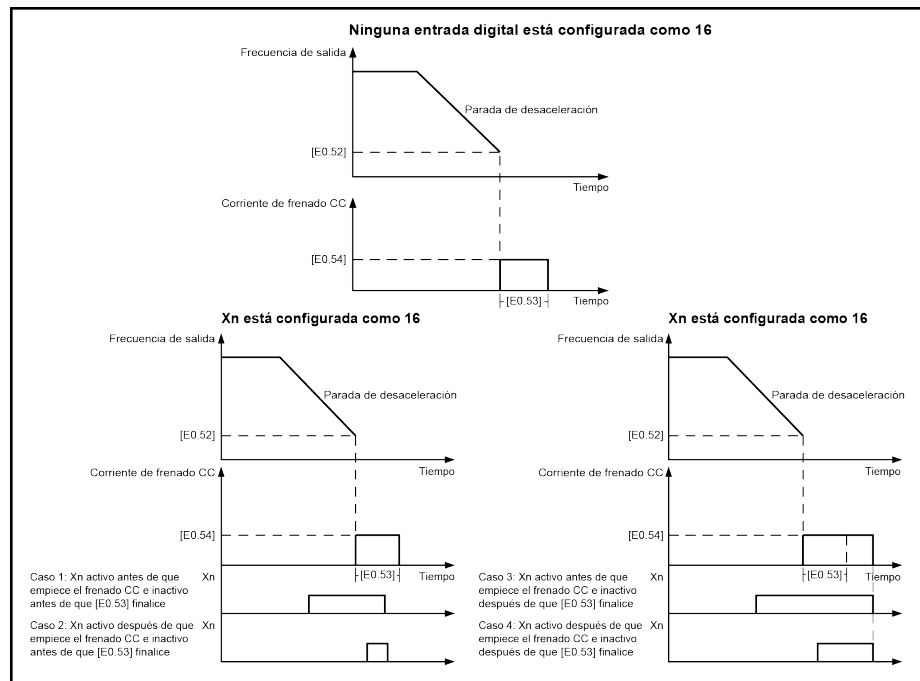 Ninguna entrada digital está configurada como 16
Frecuencia de salida
Parada de desaceleración
[E0.52]
Tiempo
Corriente de frenado CC
[E0.54]
[E0.53]
Tiempo
Xn está configurada como 16
Frecuencia de salida
Parada de desaceleración
[E0.52]
Tiempo
Corriente de frenado CC
[E0.54]
[E0.53]
Tiempo
Caso 1: Xn activo antes de que
empiece el frenado CC e inactivo
antes de que [E0.53] finalice
Xn
Caso 2: Xn activo después de que
empiece el frenado CC e inactivo
antes de que [E0.53] finalice
Xn
Xn está configurada como 16
Frecuencia de salida
Parada de desaceleración
[E0.52]
Tiempo
Corriente de frenado CC
[E0.54]
[E0.53]
Tiempo
Caso 3: Xn activo antes de que
empiece el frenado CC e inactivo
después de que [E0.53] finalice
Xn
Caso 4: Xn activo después de que
empiece el frenado CC e inactivo
después de que [E0.53] finalice
Xn